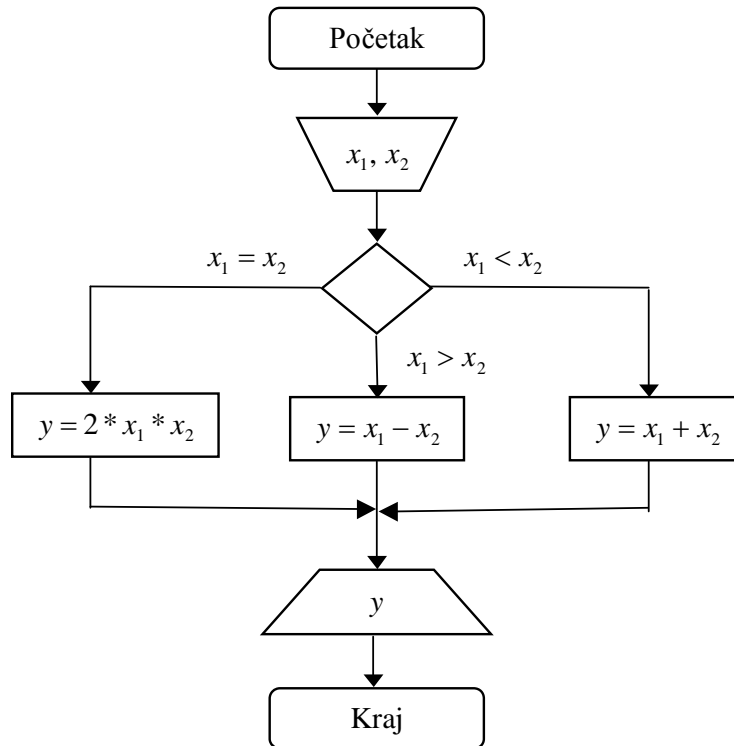 Početak
x₁, x₂
x₁ = x₂
x₁ < x₂
x₁ > x₂
y = 2 * x₁ * x₂
y = x₁ − x₂
y = x₁ + x₂
y
Kraj